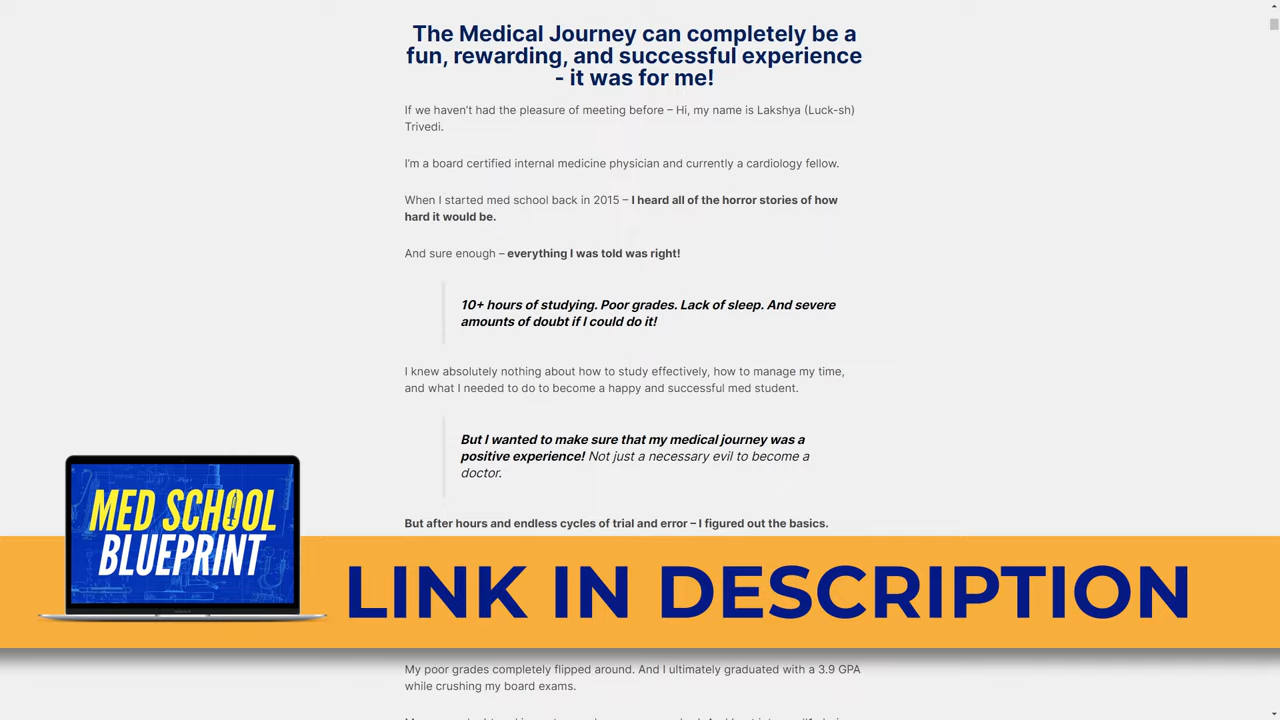 The Medical Journey can completely be a
fun, rewarding, and successful experience
- it was for me!
If we haven't had the pleasure of meeting before – Hi, my name is Lakshya (Luck-sh)
Trivedi.
I'm a board certified internal medicine physician and currently a cardiology fellow.
When I started med school back in 2015 – I heard all of the horror stories of how
hard it would be.
And sure enough – everything I was told was right!
10+ hours of studying. Poor grades. Lack of sleep. And severe
amounts of doubt if I could do it!
I knew absolutely nothing about how to study effectively, how to manage my time,
and what I needed to do to become a happy and successful med student.
But I wanted to make sure that my medical journey was a
positive experience! Not just a necessary evil to become a
doctor.
But after hours and endless cycles of trial and error – I figured out the basics.
MED SCHOOL
BLUEPRINT
LINK IN DESCRIPTION
My poor grades completely flipped around. And I ultimately graduated with a 3.9 GPA
while crushing my board exams.